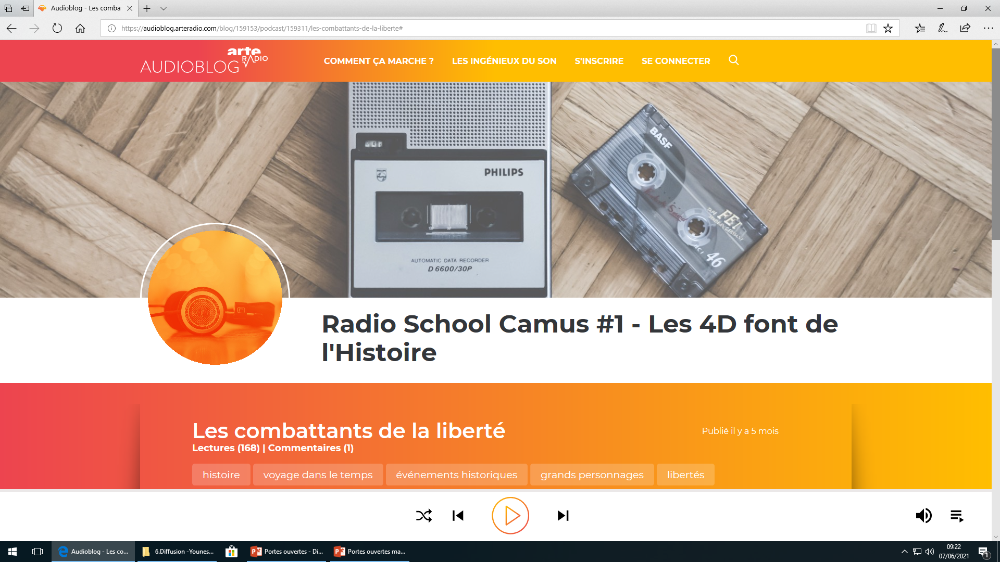 Audioblog - Les combat
https://audioblog.arteradio.com/blog/159153/podcast/159311/les-combattants-de-la-liberte#
arte
RADIO
AUDIOBLOG
COMMENT ÇA MARCHE ?
LES INGÉNIEUX DU SON
S'INSCRIRE
SE CONNECTER
PHILIPS
AUTOMATIC DATA RECORDER
D 6600/30P
BASF
FE I
46
Radio School Camus #1 - Les 4D font de
l'Histoire
Les combattants de la liberté
Publié il y a 5 mois
Lectures (168) | Commentaires (1)
histoire
voyage dans le temps
événements historiques
grands personnages
libertés
Audioblog - Les co...
6.Diffusion -Younes...
Portes ouvertes - Di...
Portes ouvertes ma...
09:22
07/06/2021
1